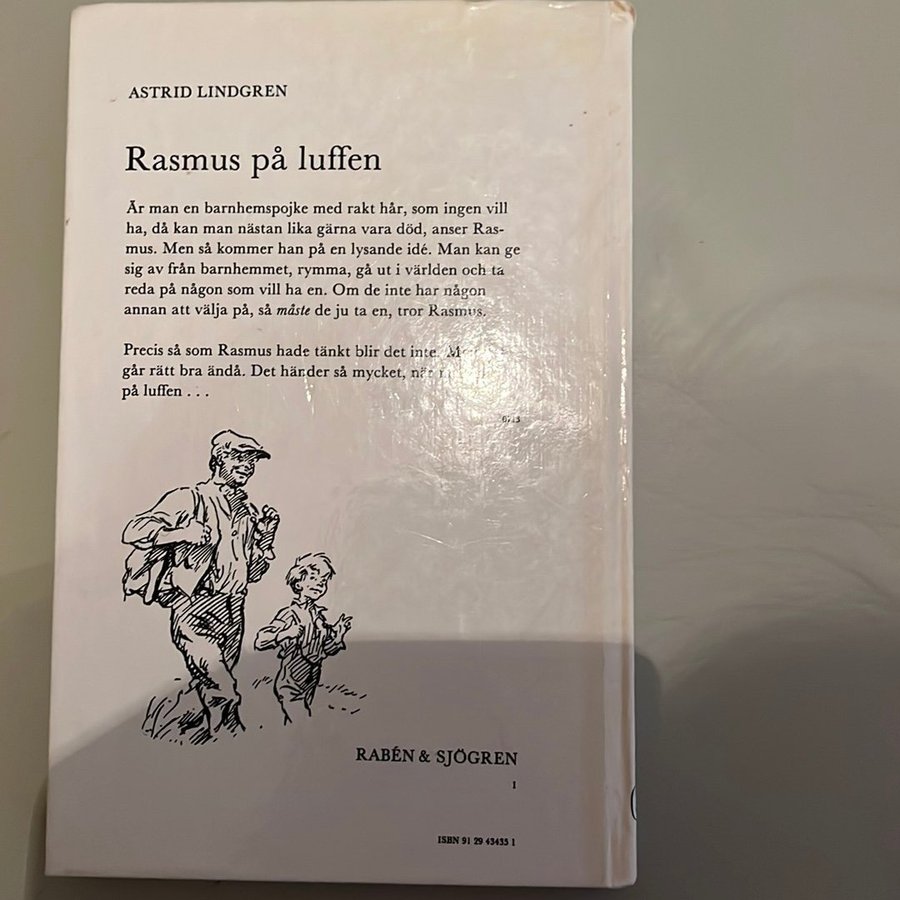 ASTRID LINDGREN
Rasmus på luffen
Är man en barnhemspojke med rakt hår, som ingen vill
ha, då kan man nästan lika gärna vara död, anser Ras-
mus. Men så kommer han på en lysande idé. Man kan ge
sig av från barnhemmet, rymma, gå ut i världen och ta
reda på någon som vill ha en. Om de inte har någon
annan att välja på, så måste de ju ta en, tror Rasmus.
Precis så som Rasmus hade tänkt blir det inte.
går rätt bra ändå. Det händer så mycket,
på luffen . . .
RABÉN & SJÖGREN
1
ISBN 91 29 43435 1